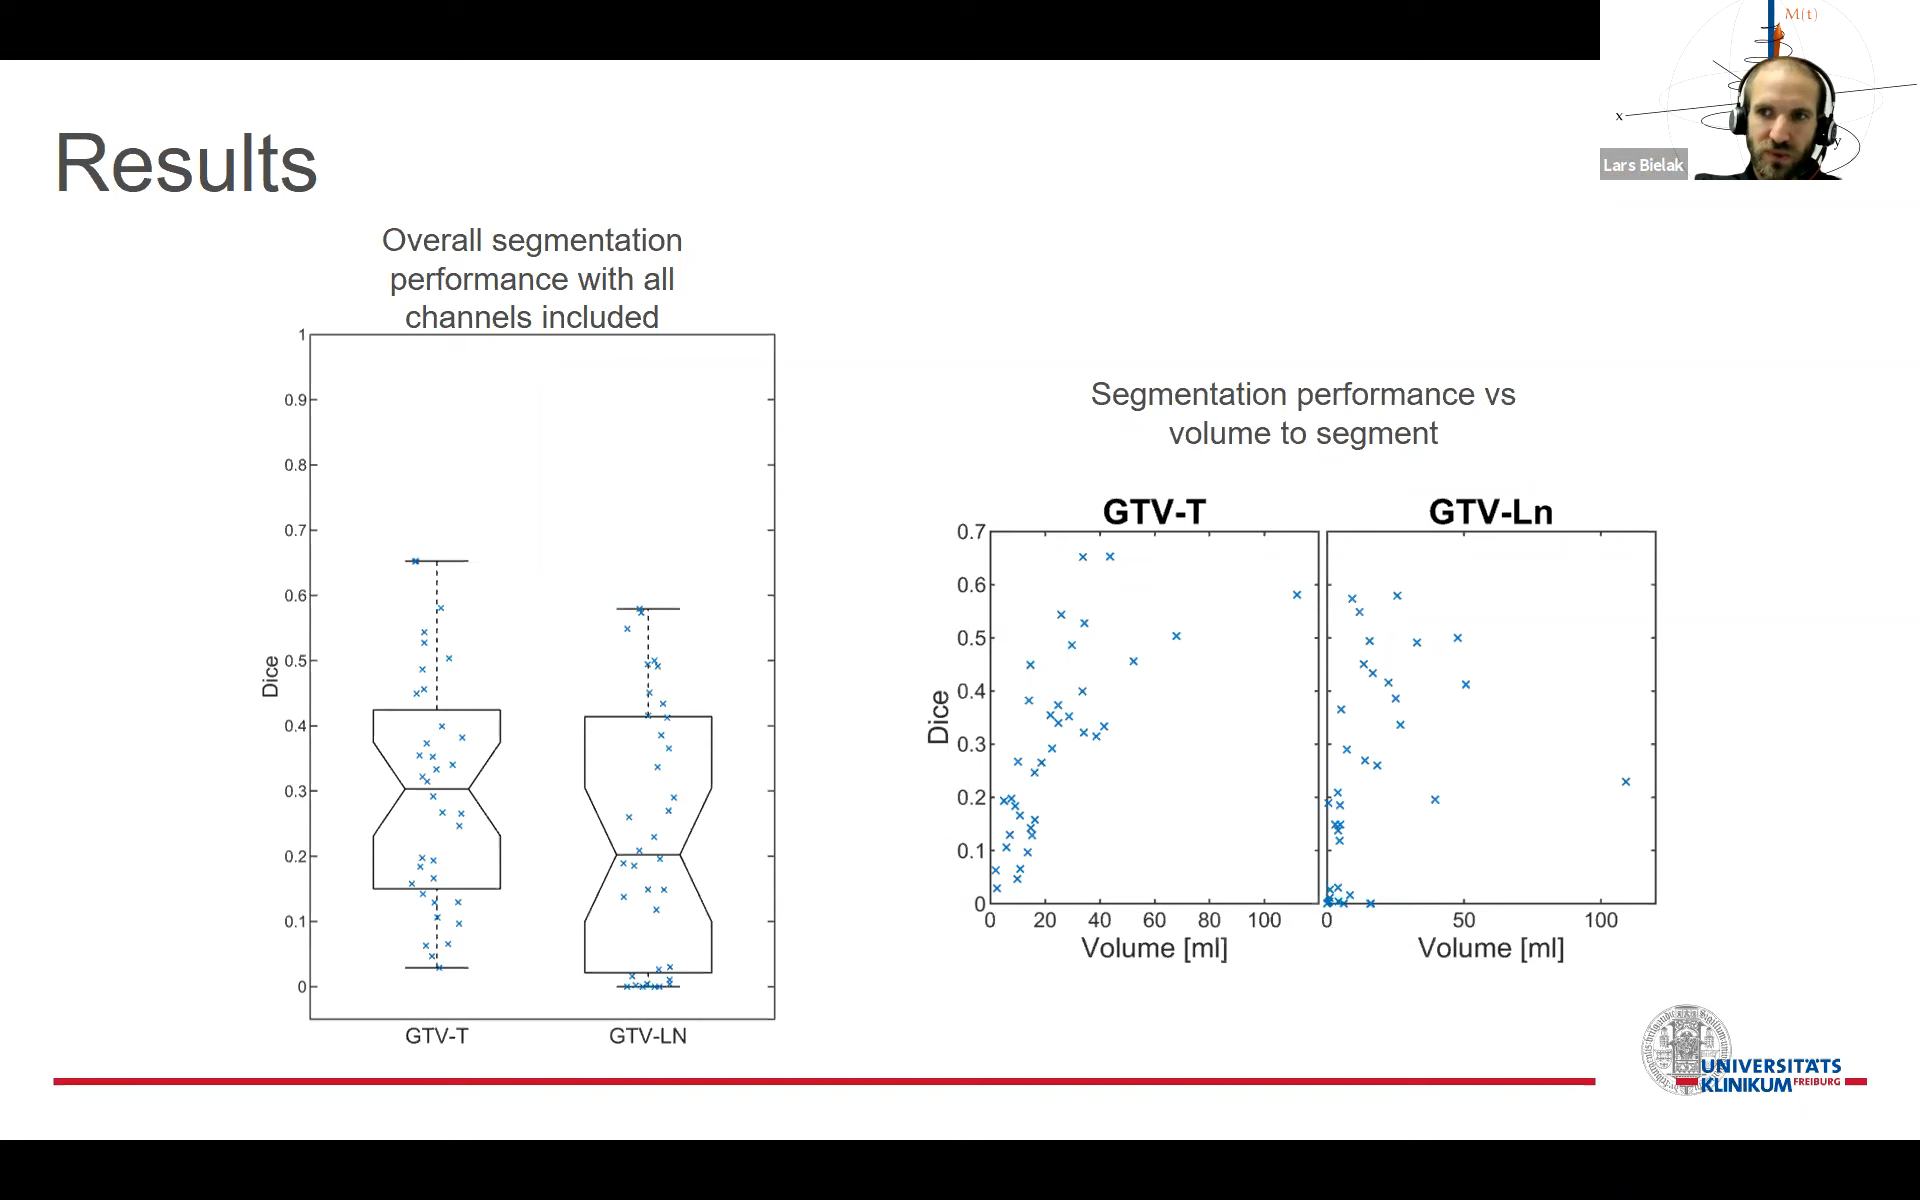 M(t)
x
y
Lars Bielak
Results
Overall segmentation
performance with all
channels included
1
0.9
0.8
0.7
0.6
0.5
0.4
0.3
0.2
0.1
0
Dice
GTV-T
GTV-LN
Segmentation performance vs
volume to segment
GTV-T
GTV-Ln
0.7
0.6
0.5
0.4
0.3
0.2
0.1
0
Dice
0 20 40 60 80 100
0 50 100
Volume [ml]
Volume [ml]
UNIVERSITÄTS
KLINIKUM FREIBURG